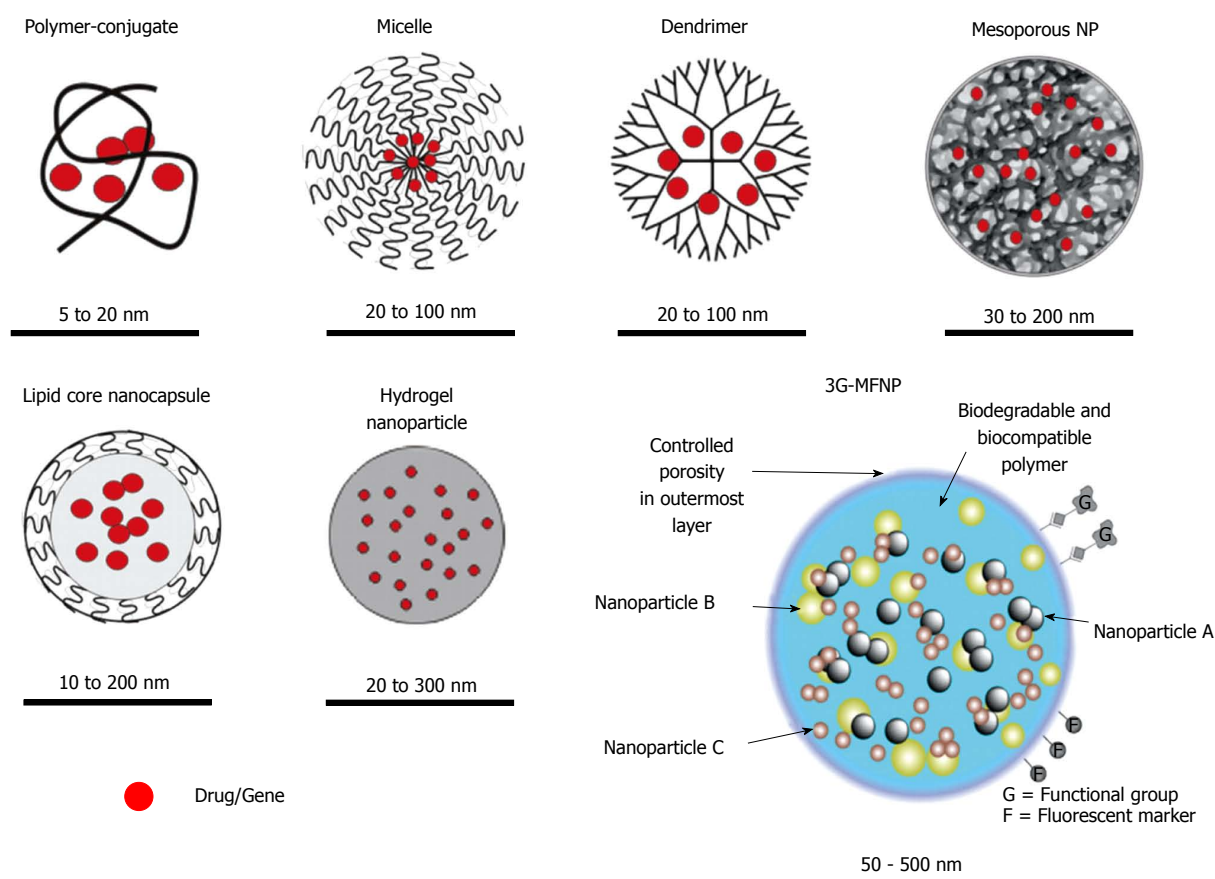 Polymer-conjugate
Micelle
Dendrimer
Mesoporous NP
5 to 20 nm
20 to 100 nm
20 to 100 nm
30 to 200 nm
Lipid core nanocapsule
Hydrogel
nanoparticle
10 to 200 nm
20 to 300 nm
Drug/Gene
3G-MFNP
Biodegradable and
biocompatible
polymer
Controlled
porosity
in outermost
layer
G
G
Nanoparticle B
Nanoparticle A
Nanoparticle C
F
F
F
G = Functional group
F = Fluorescent marker
50 - 500 nm